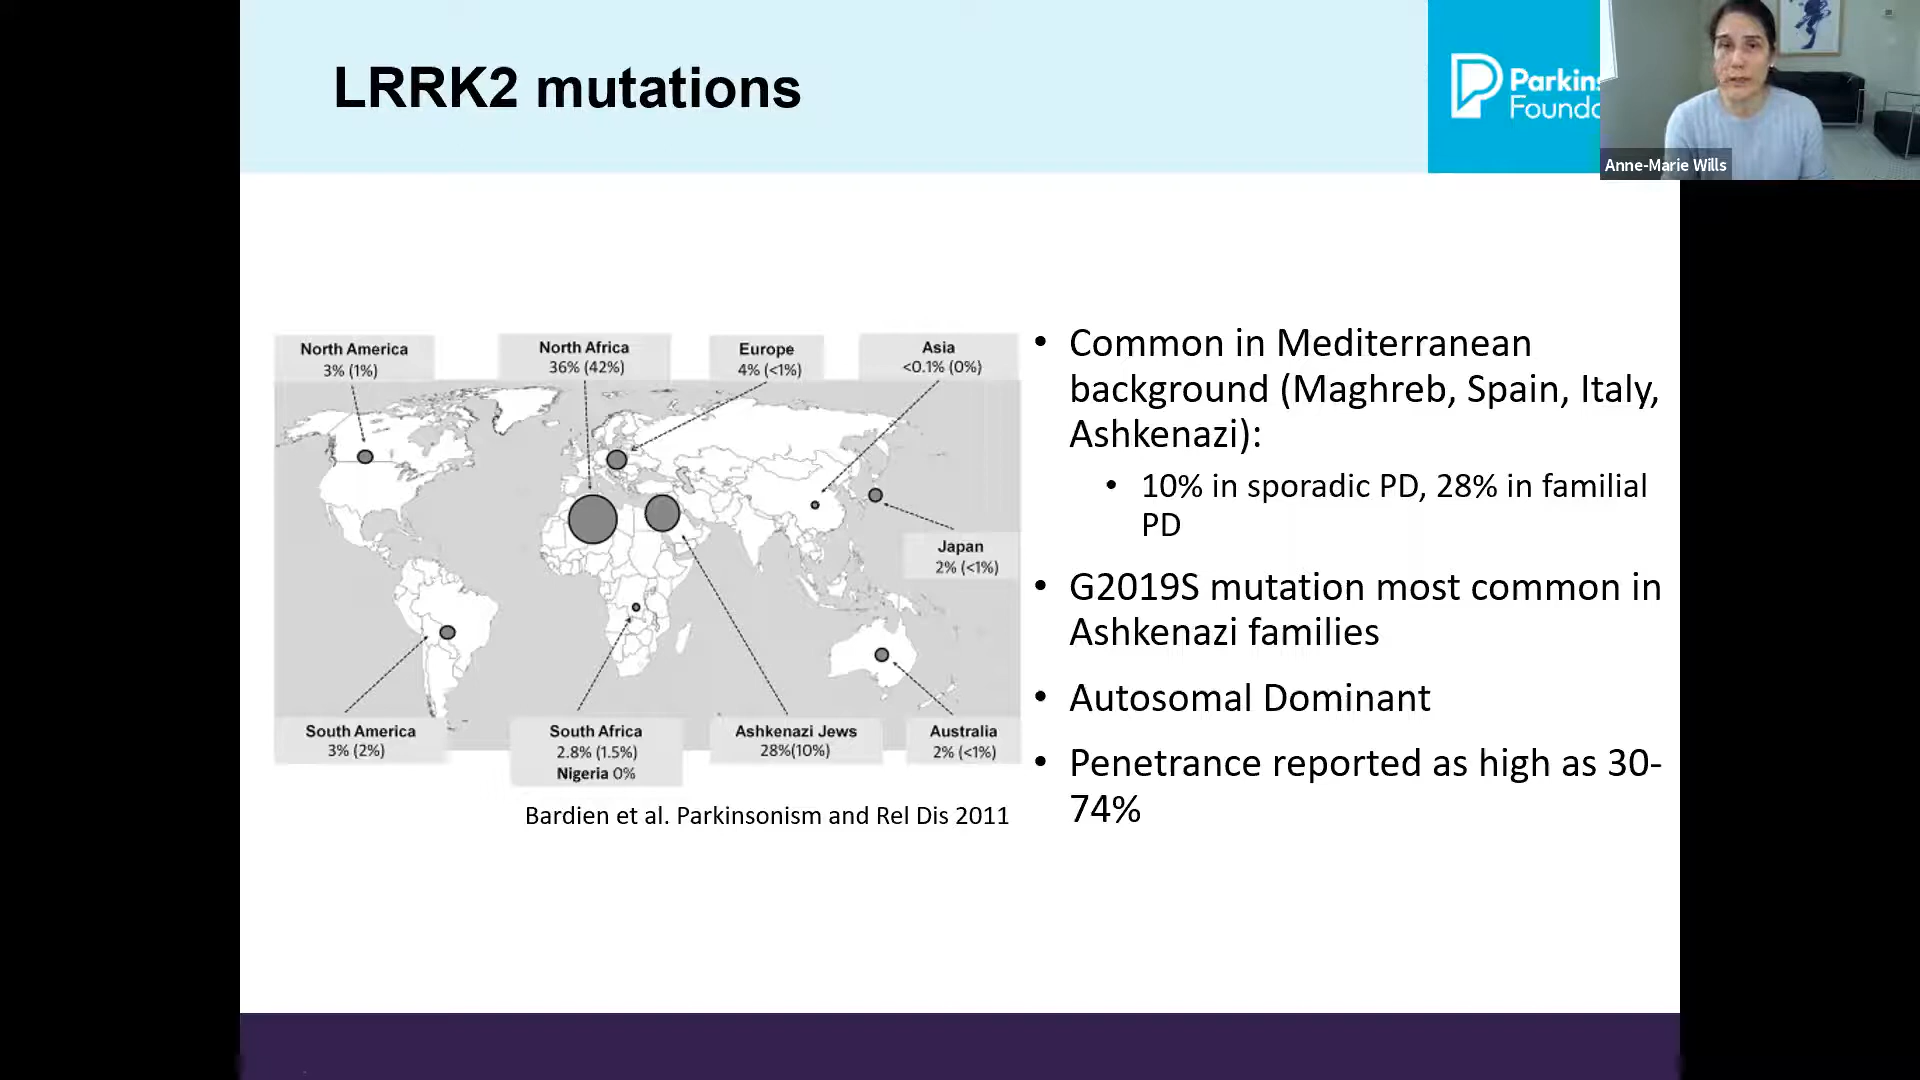 LRRK2 mutations
Parkins
Foundc
Anne-Marie Wills
North America
3% (1%)
North Africa
36% (42%)
Europe
4% (<1%)
Asia
<0.1% (0%)
Japan
2% (<1%)
South America
3% (2%)
South Africa
2.8% (1.5%)
Nigeria 0%
Ashkenazi Jews
28%(10%)
Australia
2% (<1%)
Bardien et al. Parkinsonism and Rel Dis 2011
• Common in Mediterranean
background (Maghreb, Spain, Italy,
Ashkenazi):
• 10% in sporadic PD, 28% in familial
PD
• G2019S mutation most common in
Ashkenazi families
• Autosomal Dominant
• Penetrance reported as high as 30-
74%